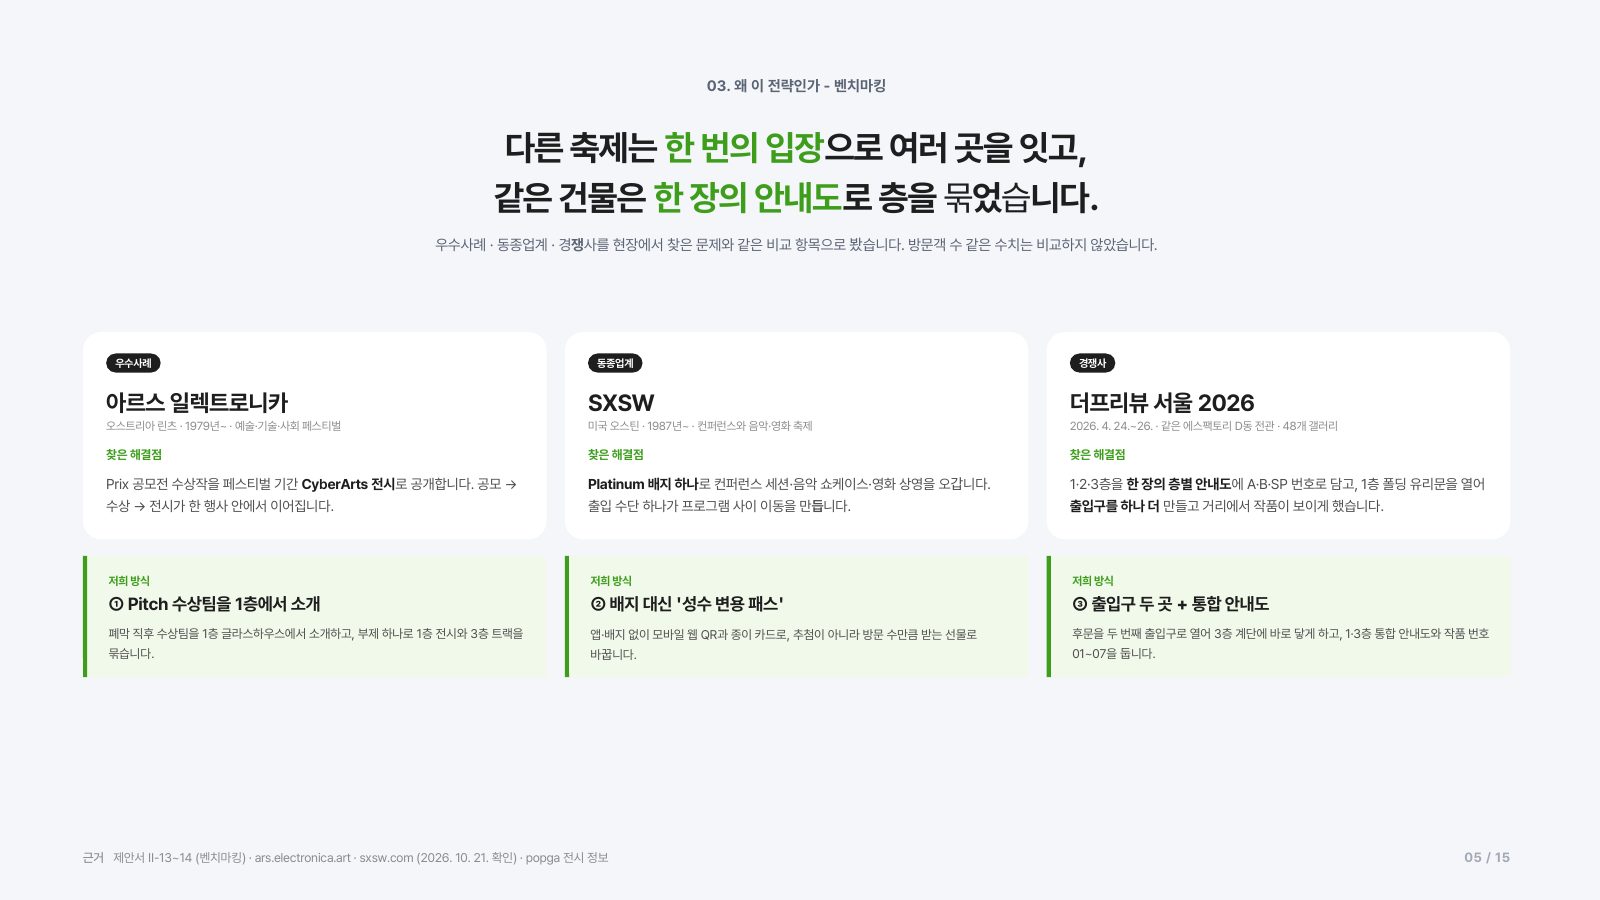 03. 왜 이 전략인가 - 벤치마킹
다른 축제는 한 번의 입장으로 여러 곳을 잇고,
같은 건물은 한 장의 안내도로 층을 묶었습니다.
우수사례 · 동종업계 · 경쟁사를 현장에서 찾은 문제와 같은 비교 항목으로 봤습니다. 방문객 수 같은 수치는 비교하지 않았습니다.
우수사례
아르스 일렉트로니카
오스트리아 린츠 · 1979년~ · 예술·기술·사회 페스티벌
찾은 해결점
Prix 공모전 수상작을 페스티벌 기간 CyberArts 전시로 공개합니다. 공모 →
수상 → 전시가 한 행사 안에서 이어집니다.
저희 방식
① Pitch 수상팀을 1층에서 소개
폐막 직후 수상팀을 1층 글라스하우스에서 소개하고, 부제 하나로 1층 전시와 3층 트랙을
묶습니다.
동종업계
SXSW
미국 오스틴 · 1987년~ · 컨퍼런스와 음악·영화 축제
찾은 해결점
Platinum 배지 하나로 컨퍼런스 세션·음악 쇼케이스·영화 상영을 오갑니다.
출입 수단 하나가 프로그램 사이 이동을 만듭니다.
저희 방식
② 배지 대신 '성수 변용 패스'
앱·배지 없이 모바일 웹 QR과 종이 카드로, 추첨이 아니라 방문 수만큼 받는 선물로
바꿉니다.
경쟁사
더프리뷰 서울 2026
2026. 4. 24.~26. · 같은 에스팩토리 D동 전관 · 48개 갤러리
찾은 해결점
1·2·3층을 한 장의 층별 안내도에 A·B·SP 번호로 담고, 1층 폴딩 유리문을 열어
출입구를 하나 더 만들고 거리에서 작품이 보이게 했습니다.
저희 방식
③ 출입구 두 곳 + 통합 안내도
후문을 두 번째 출입구로 열어 3층 계단에 바로 닿게 하고, 1·3층 통합 안내도와 작품 번호
01~07을 둡니다.
근거 제안서 II-13~14 (벤치마킹) · ars.electronica.art · sxsw.com (2026. 10. 21. 확인) · popga 전시 정보
05 / 15